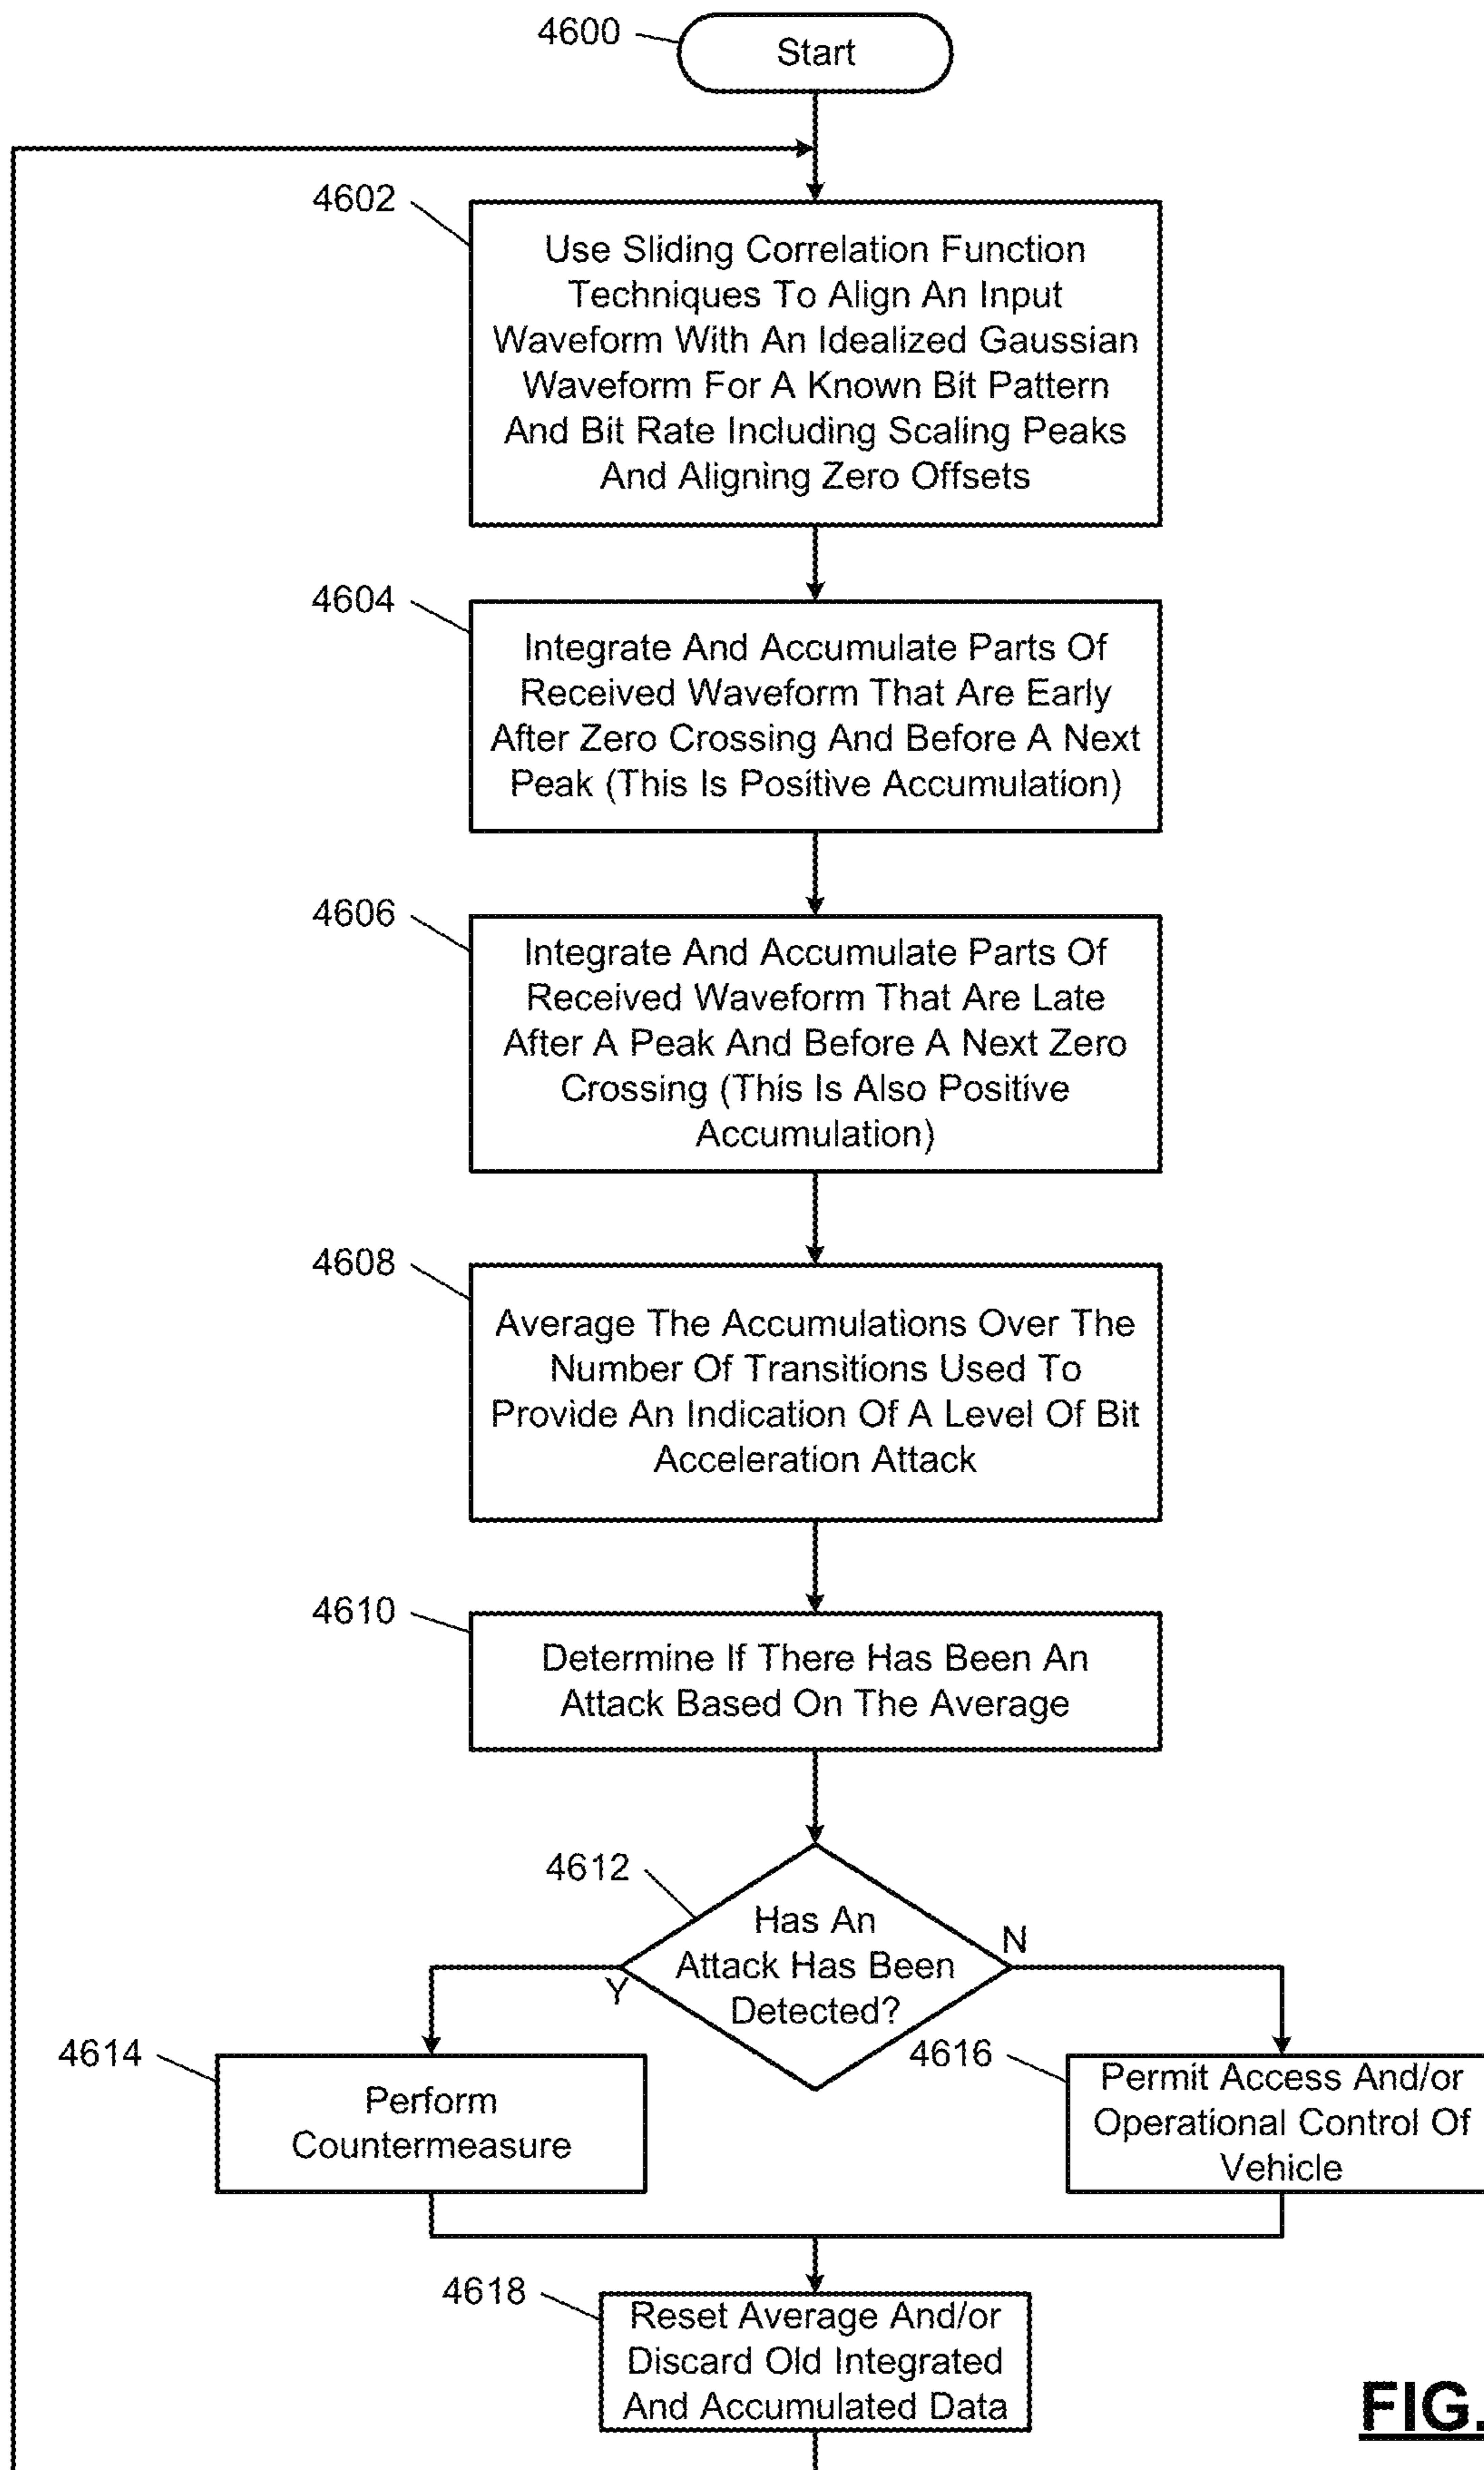 4600
Start
4602
Use Sliding Correlation Function
Techniques To Align An Input
Waveform With An Idealized Gaussian
Waveform For A Known Bit Pattern
And Bit Rate Including Scaling Peaks
And Aligning Zero Offsets
4604
Integrate And Accumulate Parts Of
Received Waveform That Are Early
After Zero Crossing And Before A Next
Peak (This Is Positive Accumulation)
4606
Integrate And Accumulate Parts Of
Received Waveform That Are Late
After A Peak And Before A Next Zero
Crossing (This Is Also Positive
Accumulation)
4608
Average The Accumulations Over The
Number Of Transitions Used To
Provide An Indication Of A Level Of Bit
Acceleration Attack
4610
Determine If There Has Been An
Attack Based On The Average
4612
Has An
Attack Has Been
Detected?
Y
N
4614
Perform
Countermeasure
4616
Permit Access And/or
Operational Control Of
Vehicle
4618
Reset Average And/or
Discard Old Integrated
And Accumulated Data
FIG.